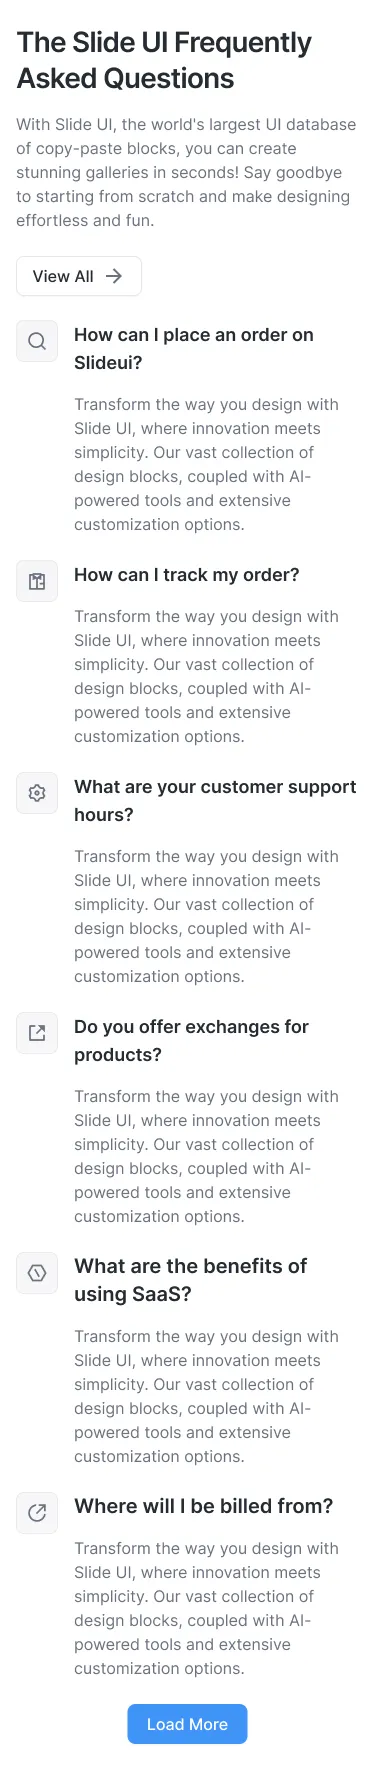 The Slide UI Frequently
Asked Questions
With Slide UI, the world's largest UI database
of copy-paste blocks, you can create
stunning galleries in seconds! Say goodbye
to starting from scratch and make designing
effortless and fun.
View All
How can I place an order on
Slideui?
Transform the way you design with
Slide UI, where innovation meets
simplicity. Our vast collection of
design blocks, coupled with AI-
powered tools and extensive
customization options.
How can I track my order?
Transform the way you design with
Slide UI, where innovation meets
simplicity. Our vast collection of
design blocks, coupled with AI-
powered tools and extensive
customization options.
What are your customer support
hours?
Transform the way you design with
Slide UI, where innovation meets
simplicity. Our vast collection of
design blocks, coupled with AI-
powered tools and extensive
customization options.
Do you offer exchanges for
products?
Transform the way you design with
Slide UI, where innovation meets
simplicity. Our vast collection of
design blocks, coupled with AI-
powered tools and extensive
customization options.
What are the benefits of
using SaaS?
Transform the way you design with
Slide UI, where innovation meets
simplicity. Our vast collection of
design blocks, coupled with AI-
powered tools and extensive
customization options.
Where will I be billed from?
Transform the way you design with
Slide UI, where innovation meets
simplicity. Our vast collection of
design blocks, coupled with AI-
powered tools and extensive
customization options.
Load More